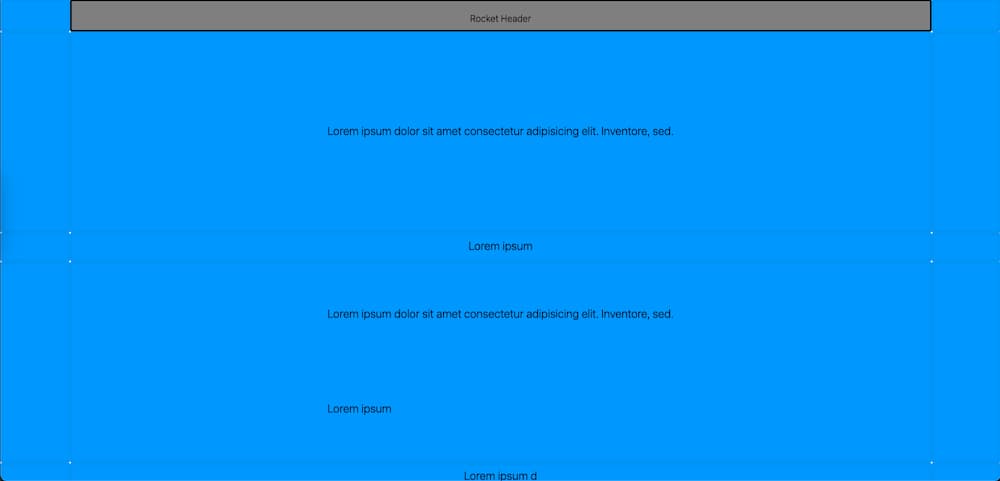 Rocket Header
Lorem ipsum dolor sit amet consectetur adipisicing elit. Inventore, sed.
Lorem ipsum
Lorem ipsum dolor sit amet consectetur adipisicing elit. Inventore, sed.
Lorem ipsum
Lorem ipsum d